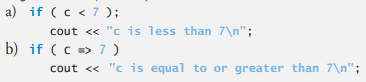 a) if ( c < 7 );
cout << "c is less than 7\n";
b) if ( c => 7 )
cout << "c is equal to or greater than 7\n";